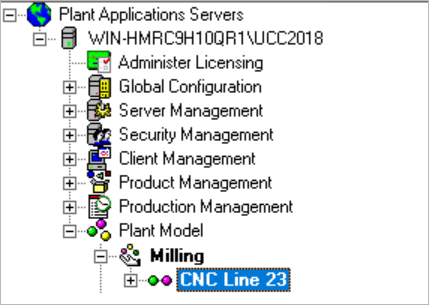 Plant Applications Servers
WIN-HMRC9H10QR1\UCC2018
Administer Licensing
Global Configuration
Server Management
Security Management
Client Management
Product Management
Production Management
Plant Model
Milling
CNC Line 23